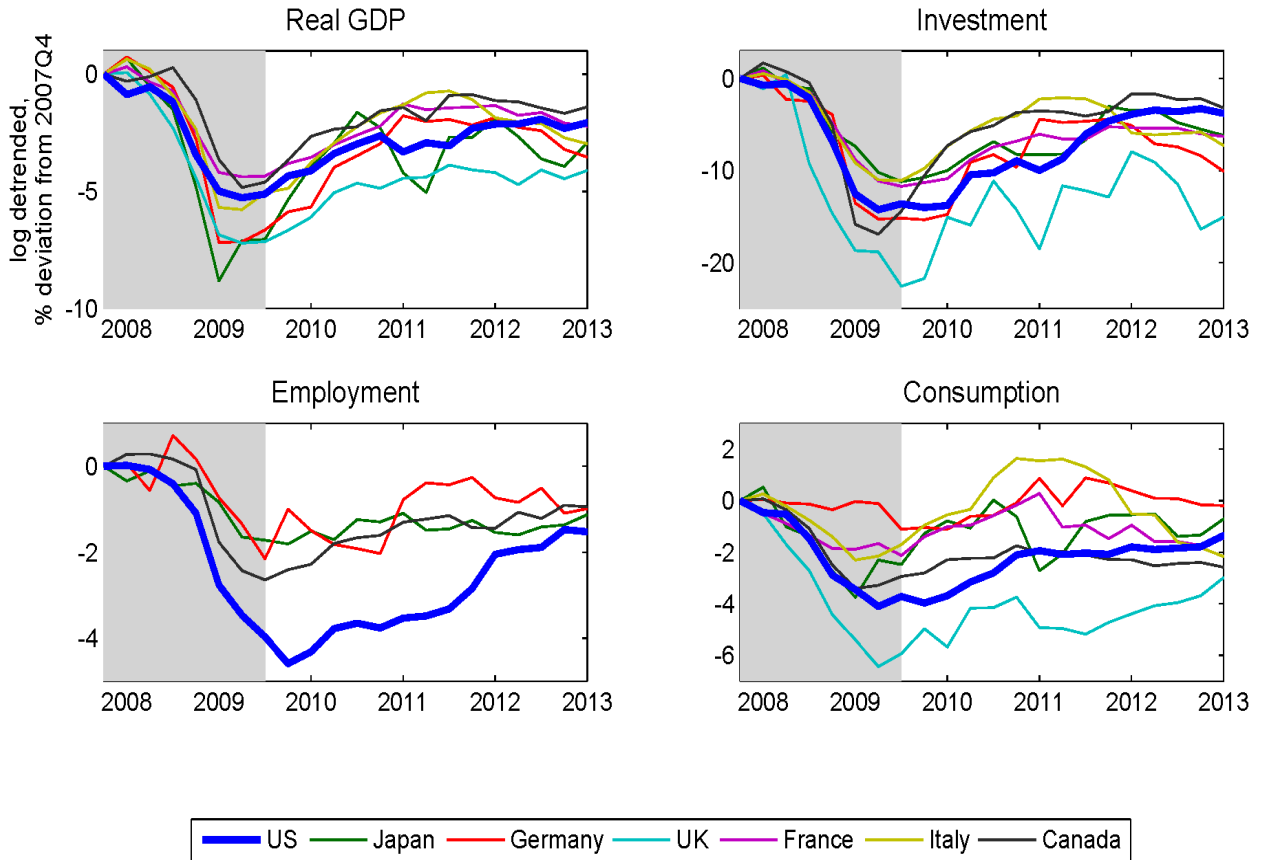 Real GDP
Investment
log detrended,
% deviation from 2007Q4
0
-5
-10
2008 2009 2010 2011 2012 2013
0
-10
-20
2008 2009 2010 2011 2012 2013
Employment
Consumption
0
-2
-4
2008 2009 2010 2011 2012 2013
2
0
-2
-4
-6
2008 2009 2010 2011 2012 2013
US Japan Germany UK France Italy Canada